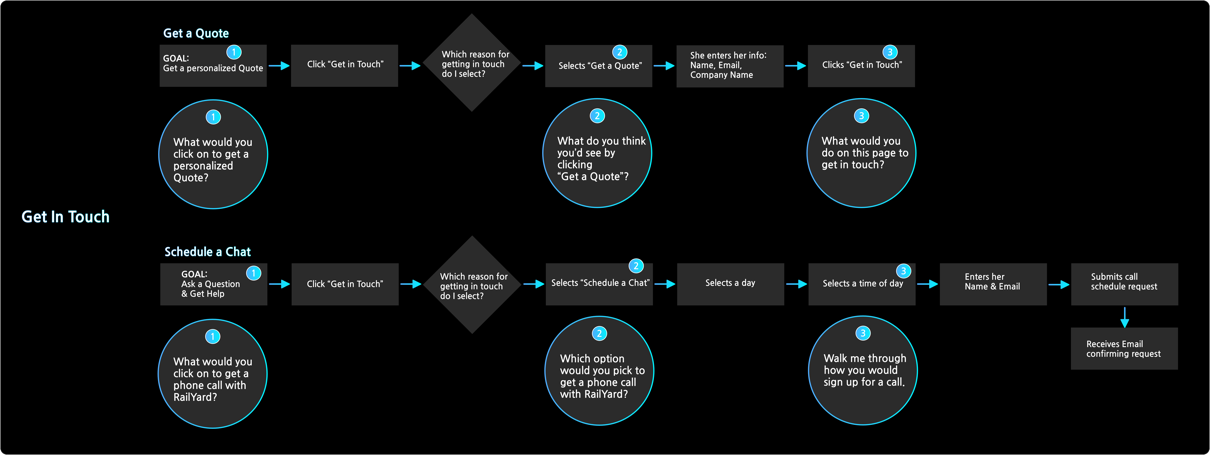 Get a Quote
GOAL:
Get a personalized Quote
1
Click "Get in Touch"
Which reason for
getting in touch
do I select?
2
Selects "Get a Quote"
She enters her info:
Name, Email,
Company Name
3
Clicks "Get in Touch"
1
What would you
click on to get a
personalized
Quote?
2
What do you think
you'd see by
clicking
"Get a Quote"?
3
What would you
do on this page to
get in touch?
Get In Touch
Schedule a Chat
1
GOAL:
Ask a Question
& Get Help
Click "Get in Touch"
Which reason for
getting in touch
do I select?
2
Selects "Schedule a Chat"
Selects a day
3
Selects a time of day
Enters her
Name & Email
Submits call
schedule request
Receives Email
confirming request
1
What would you
click on to get a
phone call with
RailYard?
2
Which option
would you pick to
get a phone call
with RailYard?
3
Walk me through
how you would
sign up for a call.